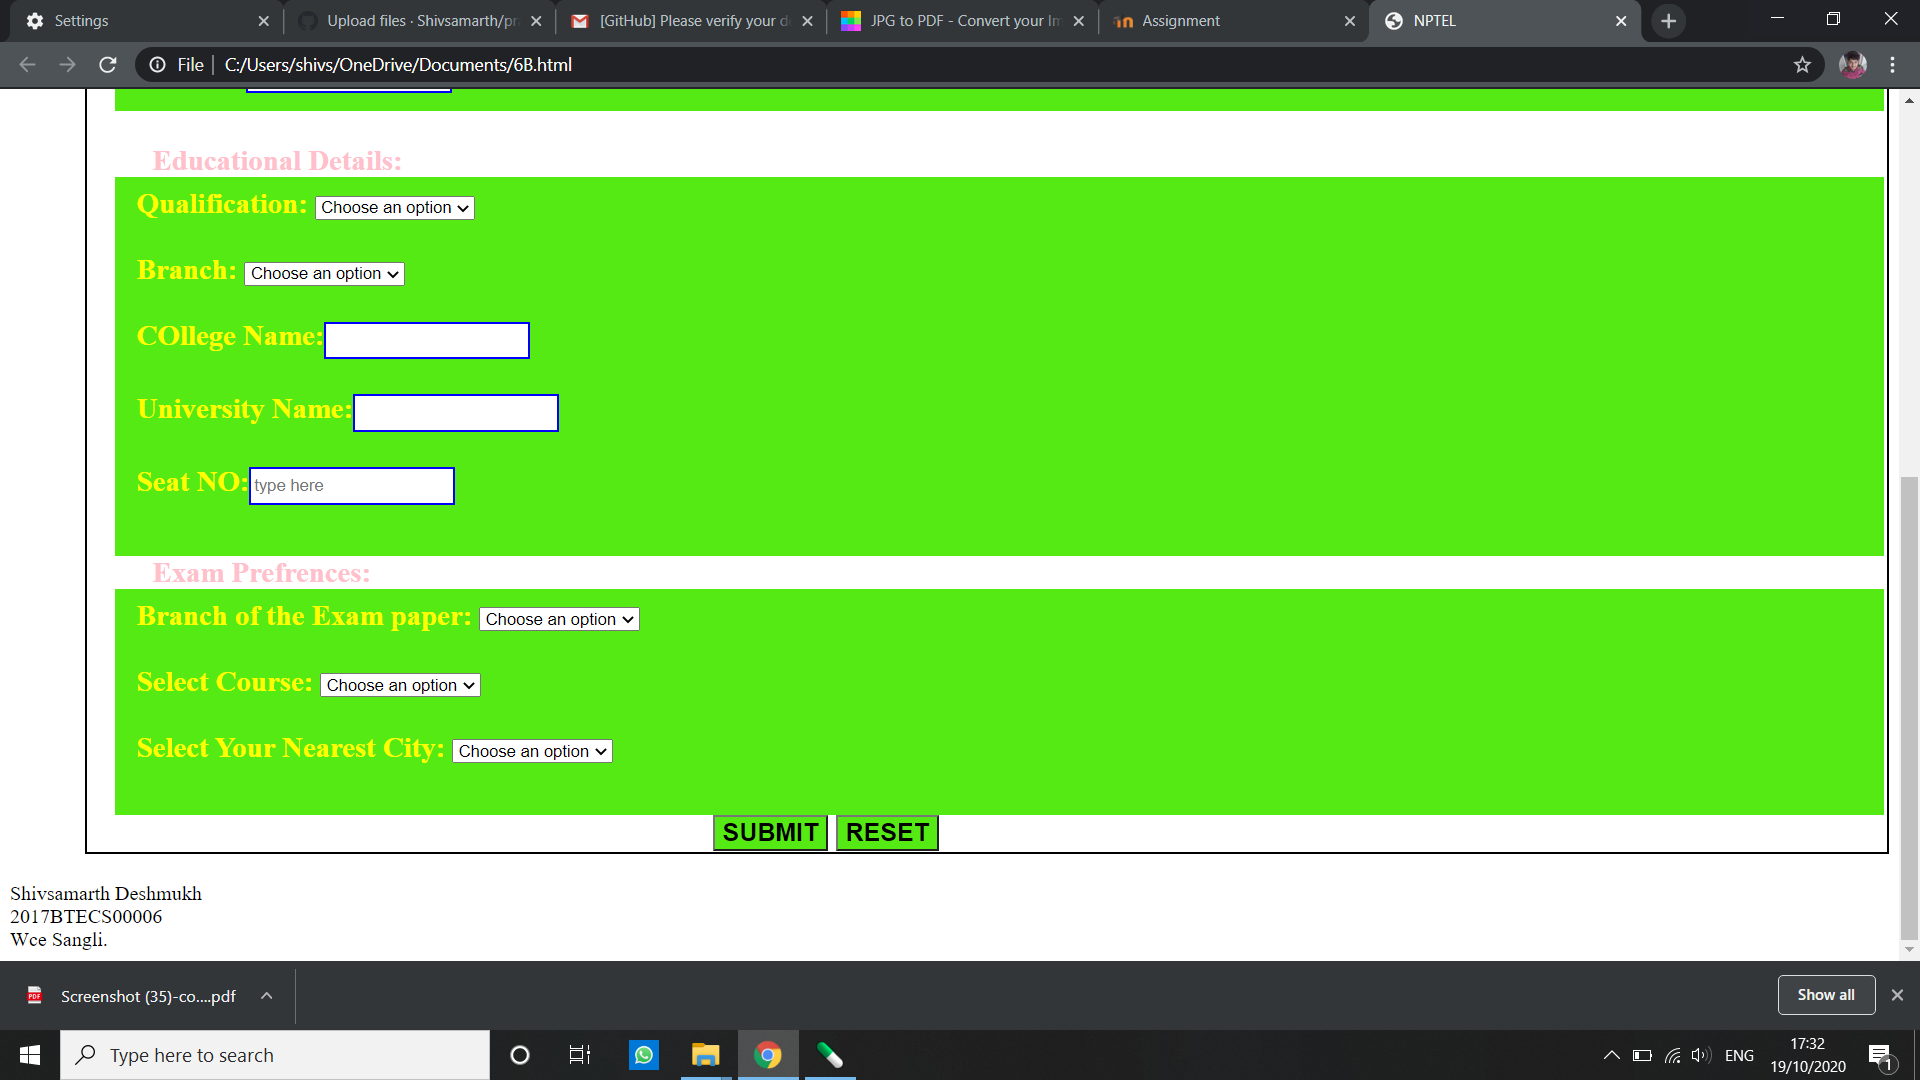 Settings
Upload files · Shivsamarth/pr
[GitHub] Please verify your d
JPG to PDF - Convert your Im
Assignment
NPTEL
File
C:/Users/shivs/OneDrive/Documents/6B.html
Educational Details:
Qualification: Choose an option
Branch: Choose an option
COllege Name:
University Name:
Seat NO: type here
Exam Prefrences:
Branch of the Exam paper: Choose an option
Select Course: Choose an option
Select Your Nearest City: Choose an option
SUBMIT RESET
Shivsamarth Deshmukh
2017BTECS00006
Wce Sangli.
PDF
Screenshot (35)-co....pdf
Show all
Type here to search
ENG
17:32
19/10/2020
1